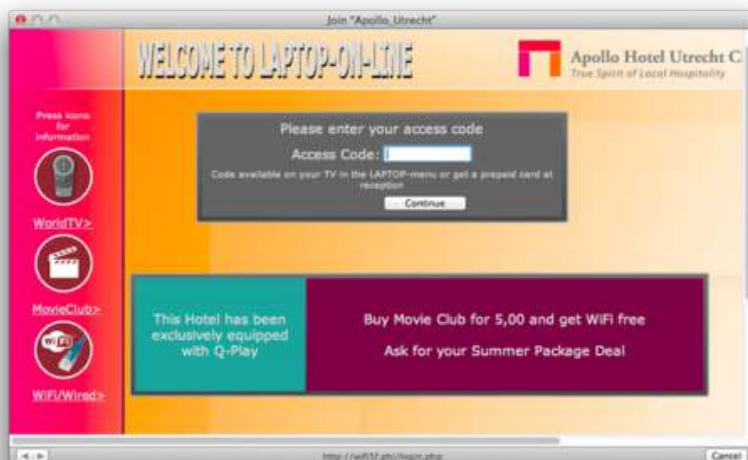 Join "Apollo_Utrecht"
WELCOME TO LAPTOP-ON-LINE
Apollo Hotel Utrecht C
True Spirit of Local Hospitality
Press icons
for
information
WorldTV>
MovieClub>
WiFi
WiFi/Wired>
Please enter your access code
Access Code:
Code available on your TV in the LAPTOP-menu or get a prepaid card at
reception
Continue
This Hotel has been
exclusively equipped
with Q-Play
Buy Movie Club for 5,00 and get WiFi free
Ask for your Summer Package Deal
Cancel